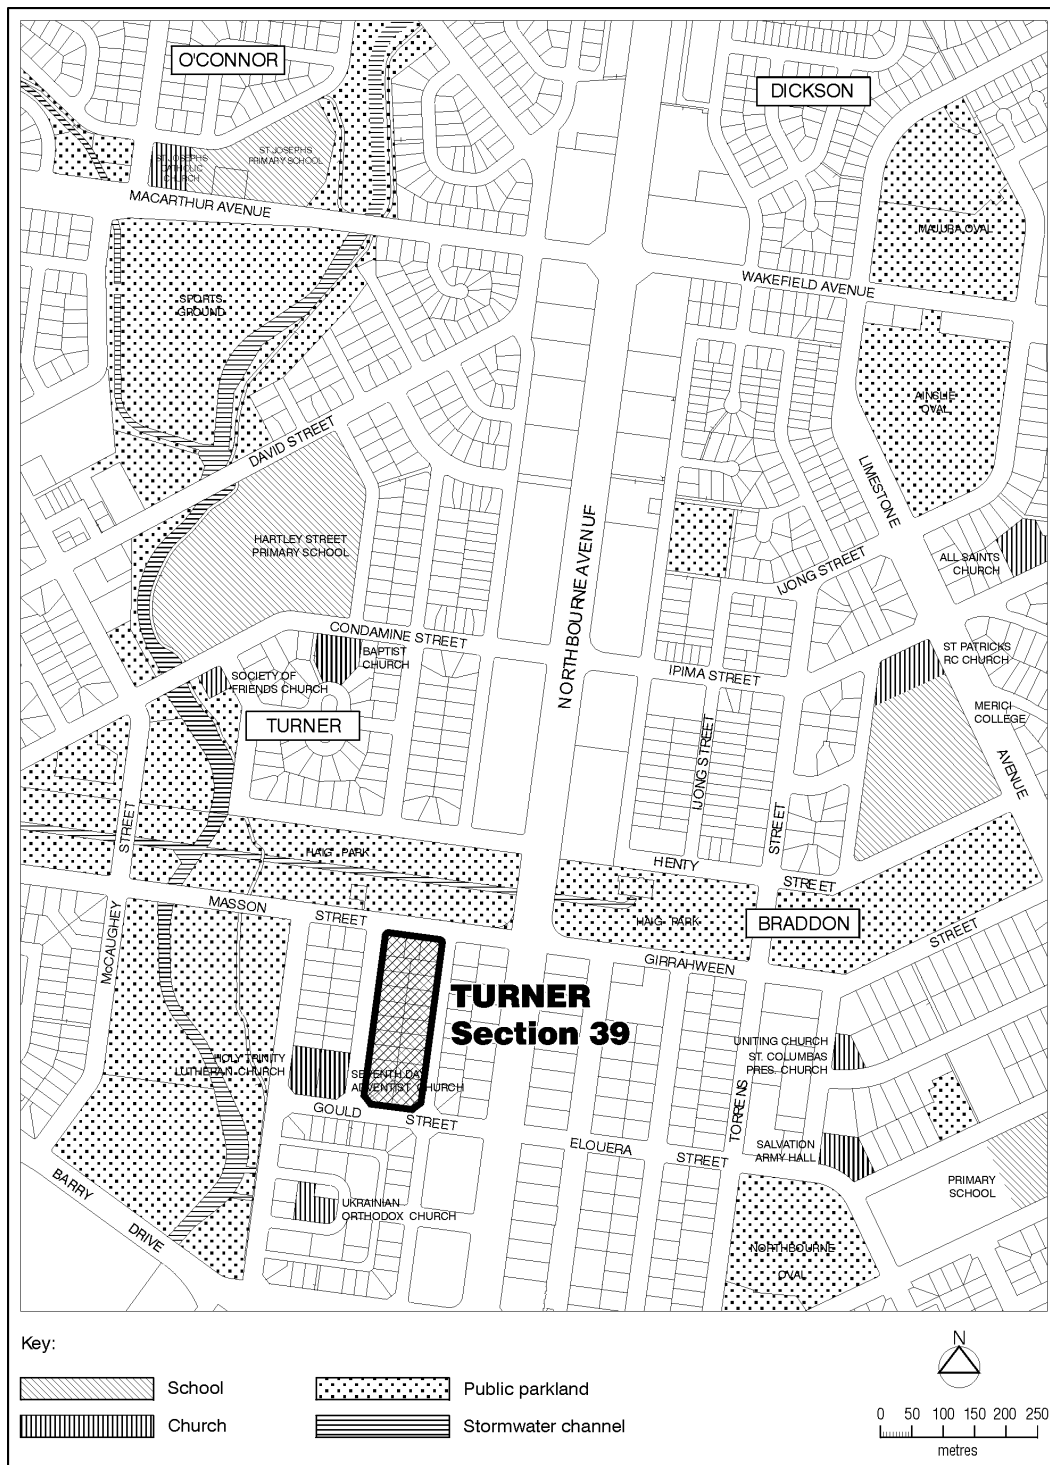 O'CONNOR
DICKSON
ST JOSEPHS
CATHOLIC
CHURCH
ST JOSEPHS
PRIMARY SCHOOL
MACARTHUR AVENUE
MAJURA OVAL
WAKEFIELD AVENUE
SPORTS
GROUND
AINSLIE
OVAL
DAVID STREET
LIMESTONE
HARTLEY STREET
PRIMARY SCHOOL
NORTHBOURNE AVENUE
IJONG STREET
ALL SAINTS
CHURCH
CONDAMINE STREET
BAPTIST
CHURCH
ST PATRICKS
RC CHURCH
SOCIETY OF
FRIENDS CHURCH
IPIMA STREET
MERICI
COLLEGE
TURNER
IJONG STREET
AVENUE
STREET
STREET
HAIG PARK
HENTY
STREET
MASSON
STREET
HAIG PARK
BRADDON
STREET
McCAUGHEY
GIRRAHWEEN
TURNER
Section 39
UNITING CHURCH
ST. COLUMBAS
PRES. CHURCH
HOLY TRINITY
LUTHERAN CHURCH
SEVENTH DAY
ADVENTIST CHURCH
GOULD
STREET
TORRENS
ELOUERA
STREET
SALVATION
ARMY HALL
PRIMARY
SCHOOL
BARRY
DRIVE
UKRAINIAN
ORTHODOX CHURCH
NORTHBOURNE
OVAL
Key:
School
Public parkland
Church
Stormwater channel
N
0 50 100 150 200 250
metres